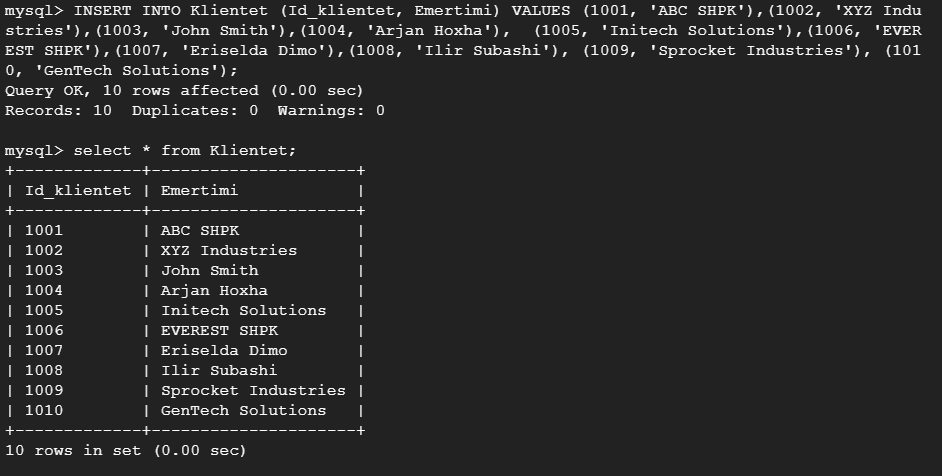 mysql> INSERT INTO Klientet (Id_klientet, Emertimi) VALUES (1001, 'ABC SHPK'),(1002, 'XYZ Indu
stries'),(1003, 'John Smith'),(1004, 'Arjan Hoxha'),  (1005, 'Initech Solutions'),(1006, 'EVER
EST SHPK'),(1007, 'Eriselda Dimo'),(1008, 'Ilir Subashi'), (1009, 'Sprocket Industries'), (101
0, 'GenTech Solutions');
Query OK, 10 rows affected (0.00 sec)
Records: 10  Duplicates: 0  Warnings: 0

mysql> select * from Klientet;
+-------------+---------------------+
| Id_klientet | Emertimi            |
+-------------+---------------------+
| 1001        | ABC SHPK            |
| 1002        | XYZ Industries      |
| 1003        | John Smith          |
| 1004        | Arjan Hoxha         |
| 1005        | Initech Solutions   |
| 1006        | EVEREST SHPK        |
| 1007        | Eriselda Dimo       |
| 1008        | Ilir Subashi        |
| 1009        | Sprocket Industries |
| 1010        | GenTech Solutions   |
+-------------+---------------------+
10 rows in set (0.00 sec)